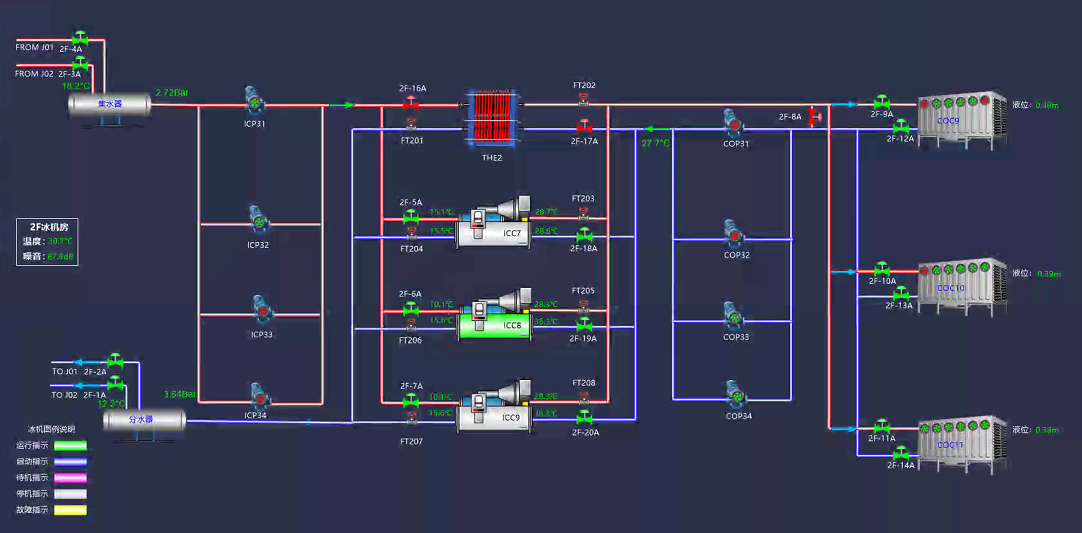 FROM J01
2F-4A
FROM J02
2F-3A
18.2°C
集水器
2.72Bar
ICP31
2F-16A
FT201
THE2
FT202
2F-17A
27.7°C
COP31
2F-8A
2F-9A
2F-12A
COC9
液位: 0.39m
2F冰机房
温度: 30.1°C
噪音: 87.8dB
ICP32
2F-5A
15.1°C
FT204
15.5°C
ICC7
FT203
28.7°C
28.6°C
2F-18A
COP32
2F-10A
2F-13A
COC10
液位: 0.39m
ICP33
2F-6A
10.1°C
FT206
15.6°C
ICC8
FT205
36.3°C
2F-19A
COP33
TO J01
2F-2A
TO J02
2F-1A
12.2°C
分水器
3.64Bar
ICP34
2F-7A
10.1°C
FT207
15.6°C
ICC9
FT208
28.3°C
36.3°C
2F-20A
COP34
2F-11A
2F-14A
COC11
液位: 0.38m
冰机图例说明
运行指示
启动指示
待机指示
停机指示
故障指示